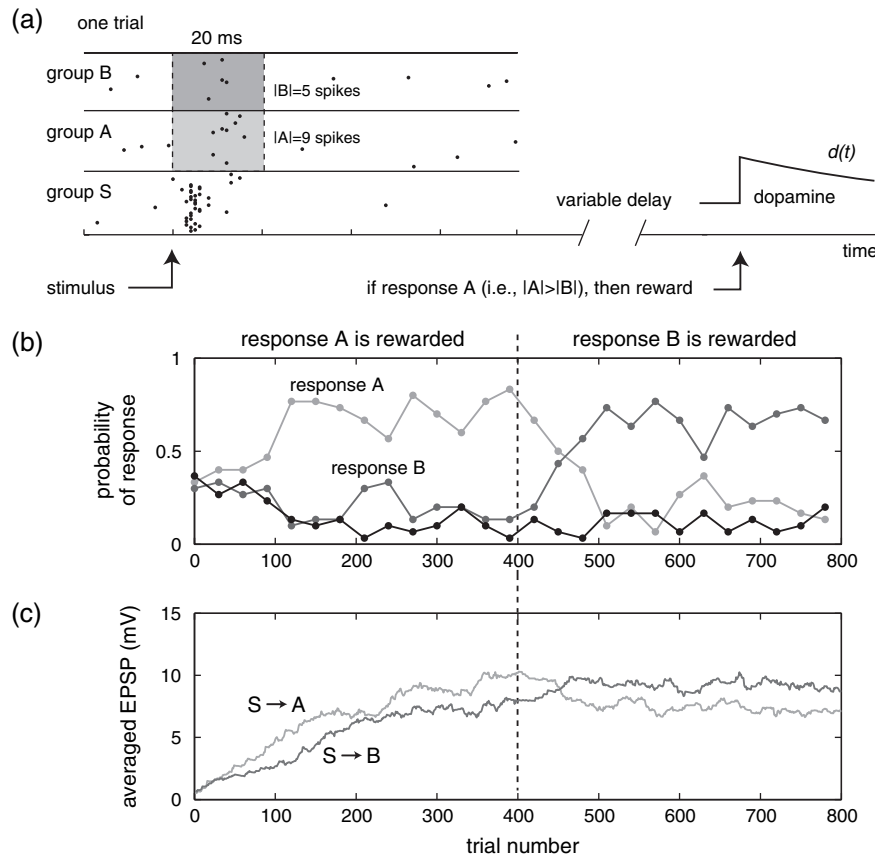 (a)
one trial
20 ms
group B
|B|=5 spikes
group A
|A|=9 spikes
group S
variable delay
d(t)
dopamine
time
stimulus
if response A (i.e., |A|>|B|), then reward
(b)
response A is rewarded
response B is rewarded
probability
of response
1
0.5
0
response A
response B
0 100 200 300 400 500 600 700 800
(c)
averaged EPSP (mV)
15
10
5
0
S → A
S → B
0 100 200 300 400 500 600 700 800
trial number